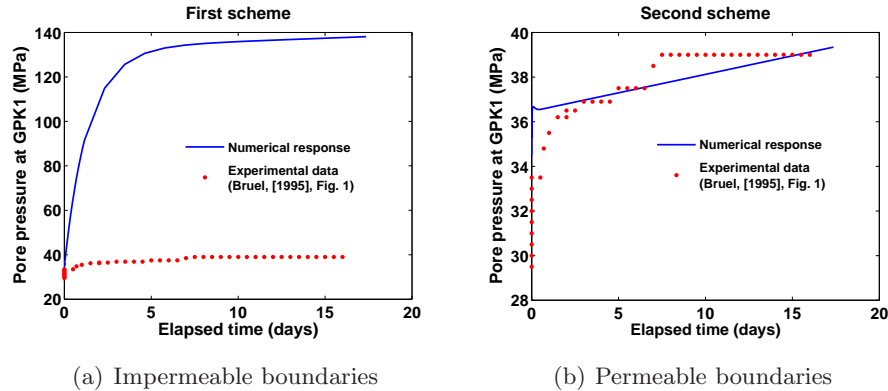 First scheme
140
120
100
80
60
40
20
Pore pressure at GPK1 (MPa)
Numerical response
Experimental data
(Bruel, [1995], Fig. 1)
0 5 10 15 20
Elapsed time (days)
(a) Impermeable boundaries
Second scheme
40
38
36
34
32
30
28
Pore pressure at GPK1 (MPa)
Numerical response
Experimental data
(Bruel, [1995], Fig. 1)
0 5 10 15 20
Elapsed time (days)
(b) Permeable boundaries